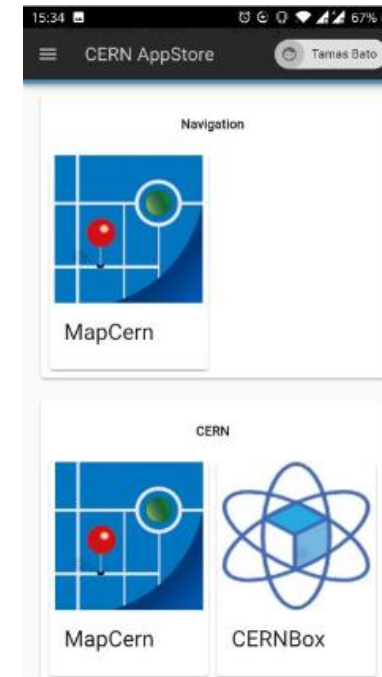 15:34 67%
CERN AppStore Tamas Bato
Navigation
MapCern
CERN
MapCern CERNBox